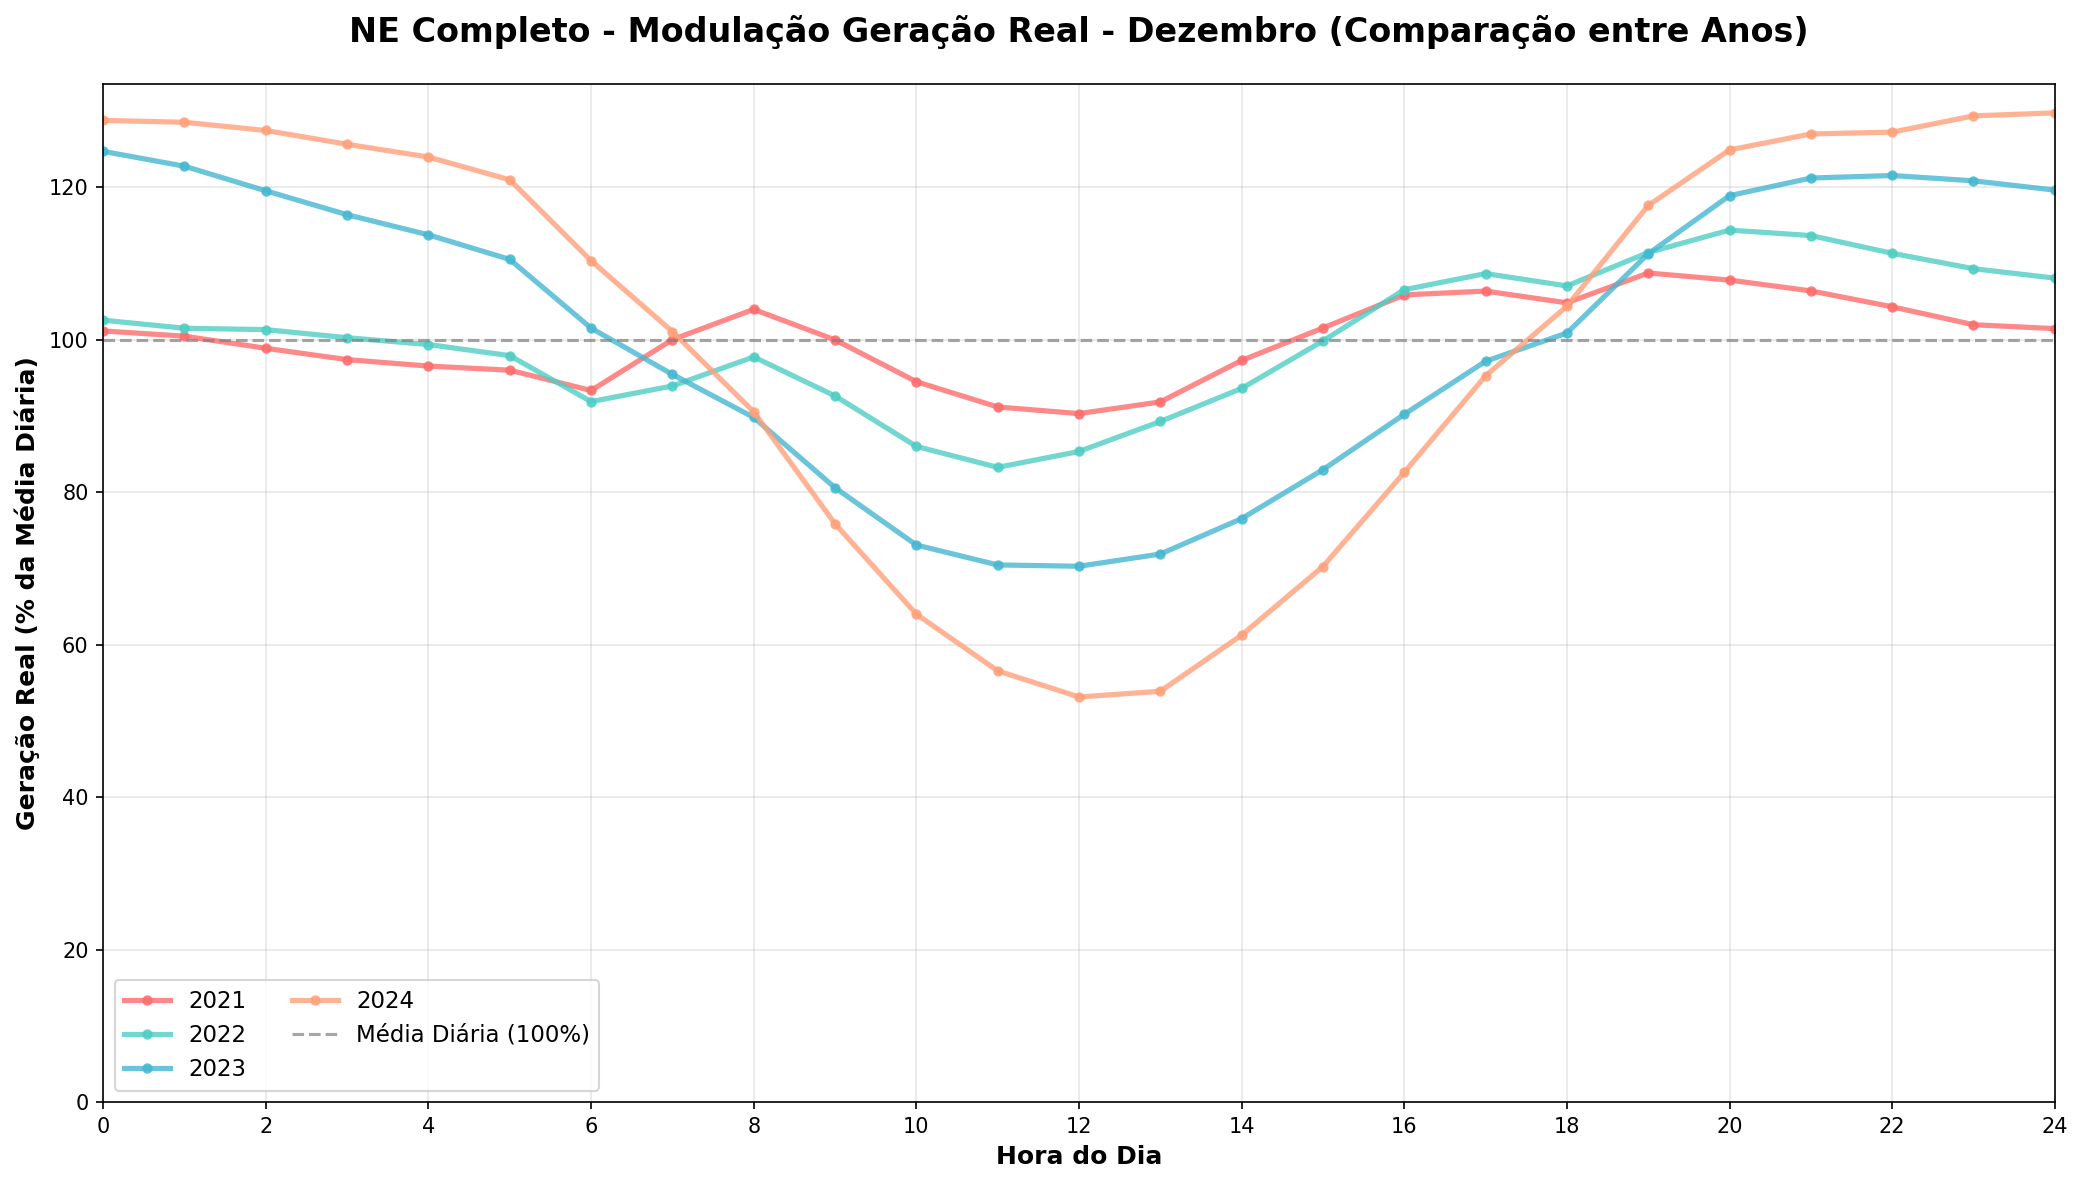 NE Completo - Modulação Geração Real - Dezembro (Comparação entre Anos)
Geração Real (% da Média Diária)
120
100
80
60
40
20
0
2021
2022
2023
2024
Média Diária (100%)
0 2 4 6 8 10 12 14 16 18 20 22 24
Hora do Dia